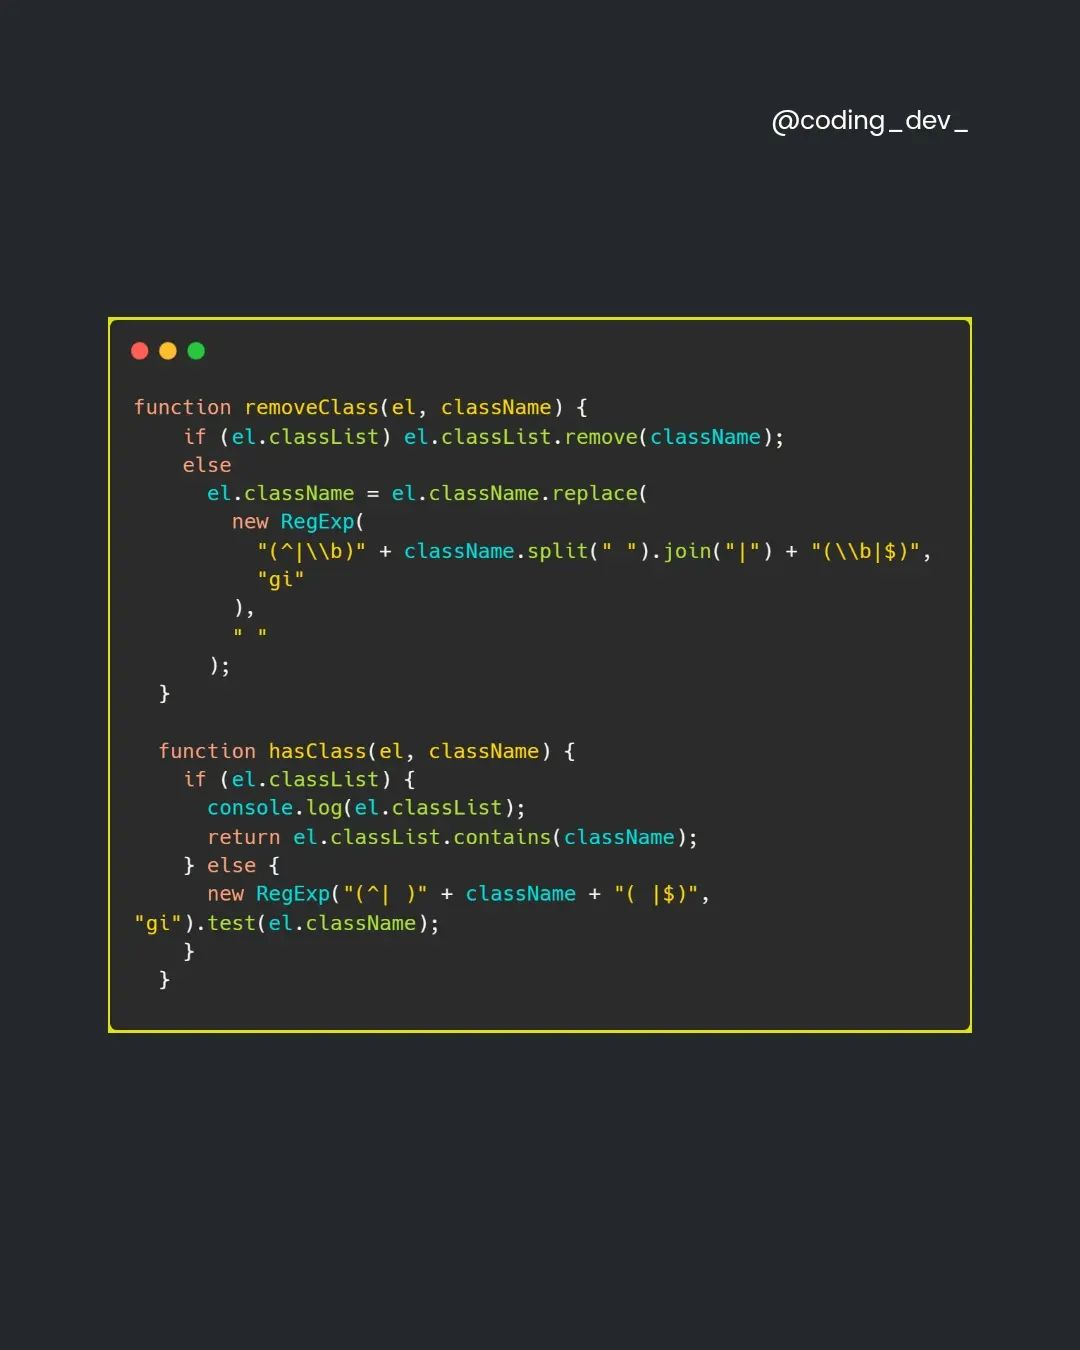 @coding_dev_
function removeClass(el, className) {
    if (el.classList) el.classList.remove(className);
    else
      el.className = el.className.replace(
        new RegExp(
          "(^|\\b)" + className.split(" ").join("|") + "(\\b|$)",
          "gi"
        ),
        " "
      );
  }

  function hasClass(el, className) {
    if (el.classList) {
      console.log(el.classList);
      return el.classList.contains(className);
    } else {
      new RegExp("(^| )" + className + "( |$)",
"gi").test(el.className);
    }
  }